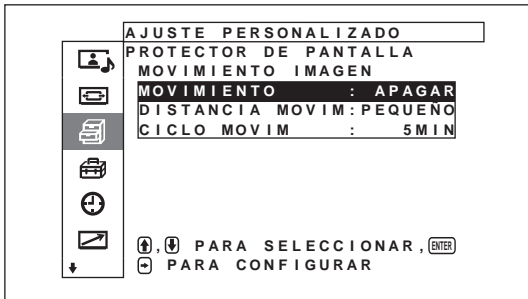 AJUSTE PERSONALIZADO
PROTECTOR DE PANTALLA
MOVIMIENTO IMAGEN
MOVIMIENTO : APAGAR
DISTANCIA MOVIM:PEQUEÑO
CICLO MOVIM : 5MIN
, PARA SELECCIONAR, ENTER
PARA CONFIGURAR